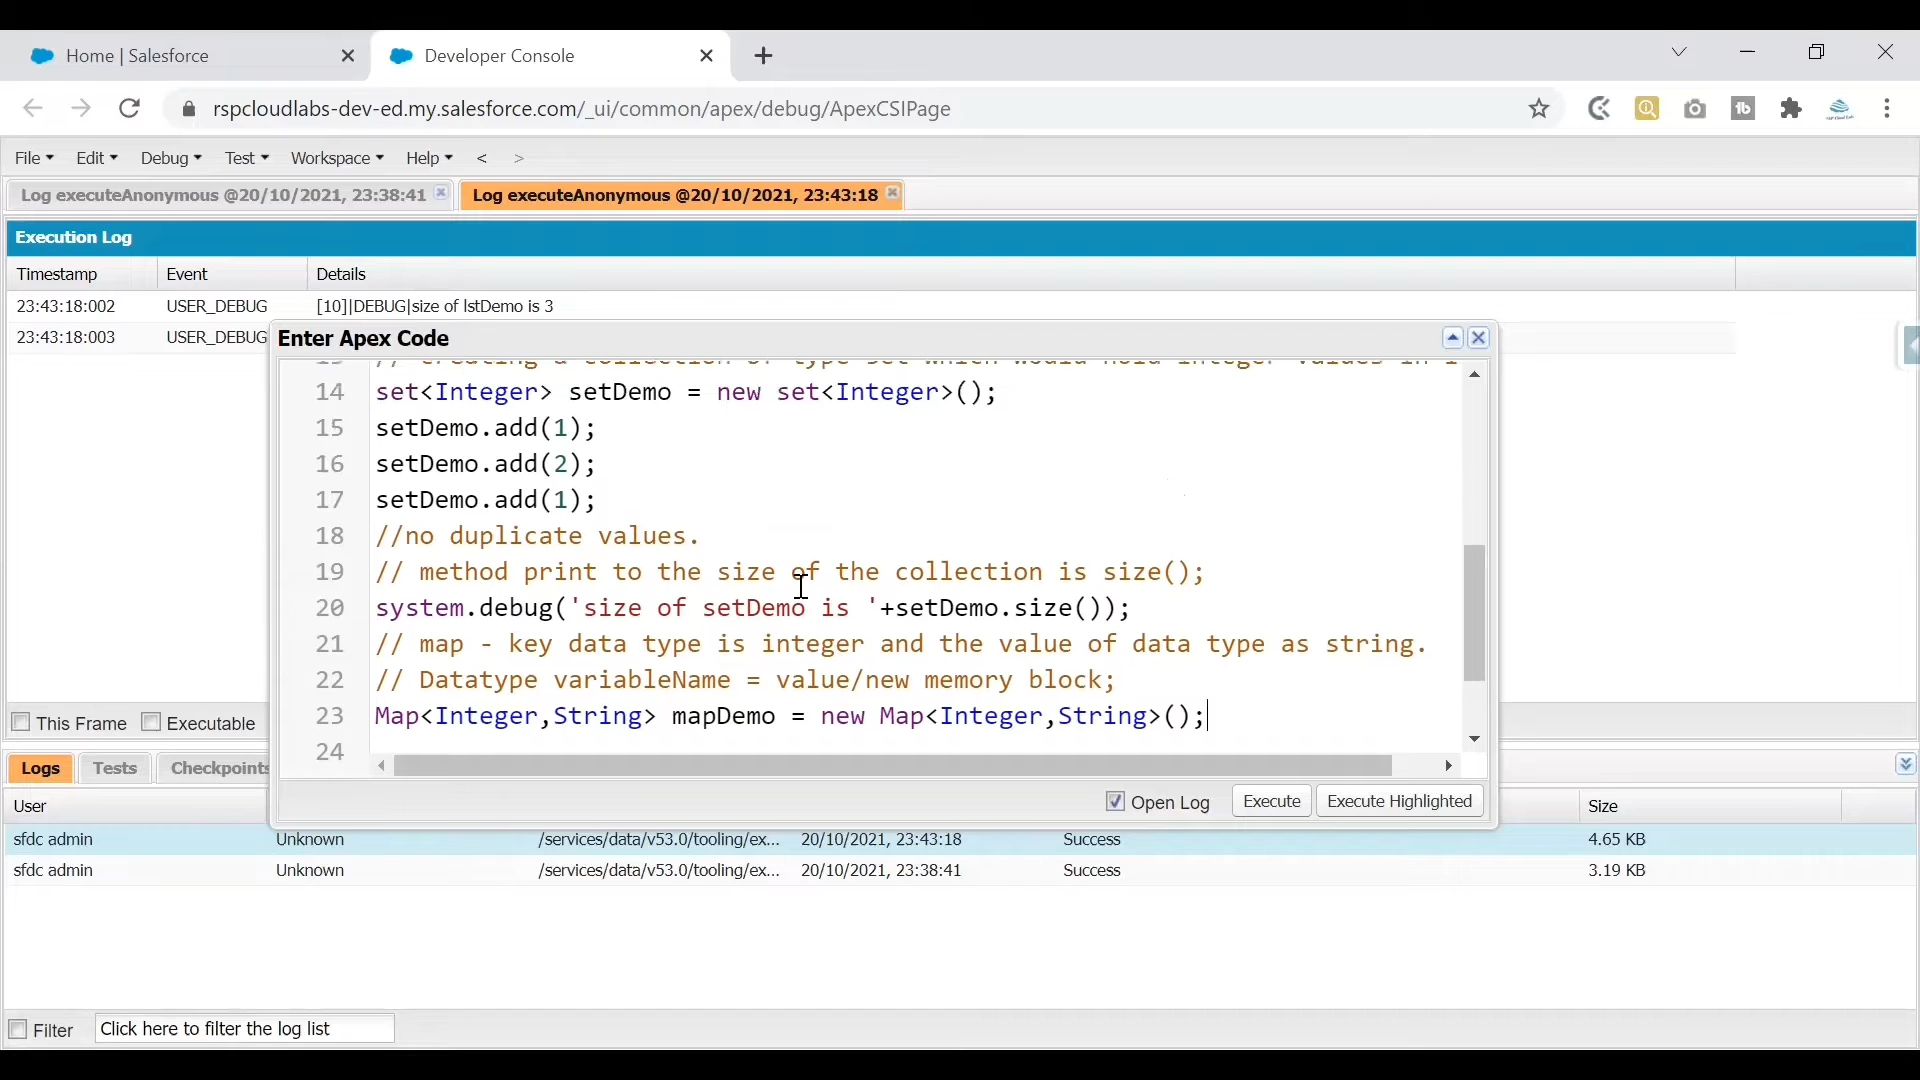 Home | Salesforce
Developer Console
rspcloudlabs-dev-ed.my.salesforce.com/_ui/common/apex/debug/ApexCSIPage
File Edit Debug Test Workspace Help < >
Log executeAnonymous @20/10/2021, 23:38:41
Log executeAnonymous @20/10/2021, 23:43:18
Execution Log
Timestamp Event Details
23:43:18:002 USER_DEBUG [10]|DEBUG|size of lstDemo is 3
23:43:18:003 USER_DEBUG
Enter Apex Code
14 set<Integer> setDemo = new set<Integer>();
15 setDemo.add(1);
16 setDemo.add(2);
17 setDemo.add(1);
18 //no duplicate values.
19 // method print to the size of the collection is size();
20 system.debug('size of setDemo is '+setDemo.size());
21 // map - key data type is integer and the value of data type as string.
22 // Datatype variableName = value/new memory block;
23 Map<Integer,String> mapDemo = new Map<Integer,String>();
24
Open Log Execute Execute Highlighted
This Frame Executable
Logs Tests Checkpoints
User Size
sfdc admin Unknown /services/data/v53.0/tooling/ex... 20/10/2021, 23:43:18 Success 4.65 KB
sfdc admin Unknown /services/data/v53.0/tooling/ex... 20/10/2021, 23:38:41 Success 3.19 KB
Filter Click here to filter the log list